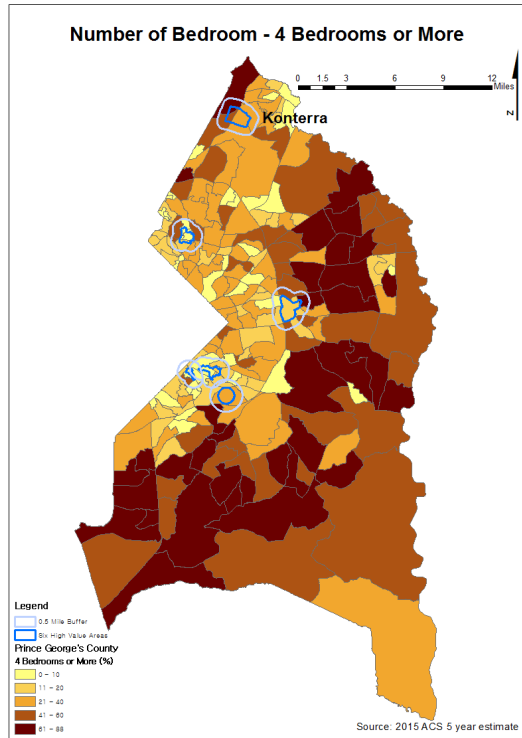 Number of Bedroom - 4 Bedrooms or More
0 1.5 3 6 9 12
Miles
N
Konterra
Legend
0.5 Mile Buffer
Six High Value Areas
Prince George's County
4 Bedrooms or More (%)
0 - 10
11 - 20
21 - 40
41 - 60
61 - 88
Source: 2015 ACS 5 year estimate